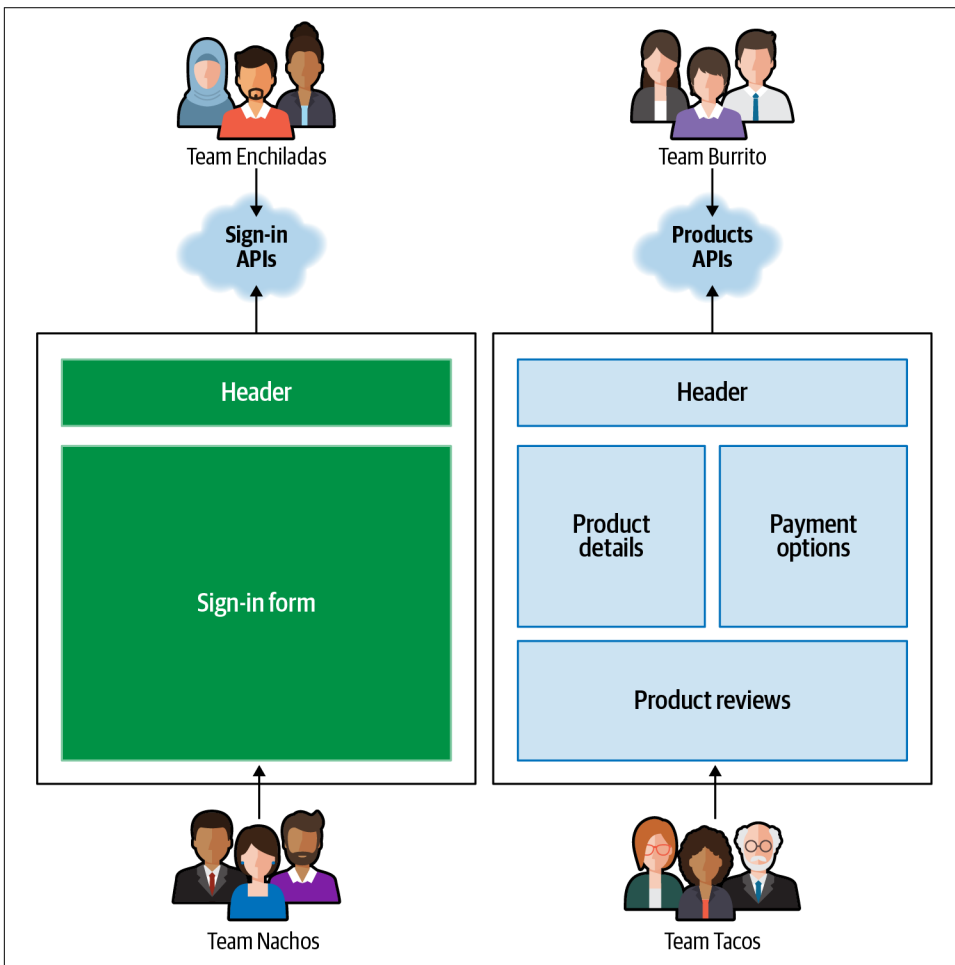 Team Enchiladas
Team Burrito
Sign-in
APIs
Products
APIs
Header
Sign-in form
Header
Product
details
Payment
options
Product reviews
Team Nachos
Team Tacos